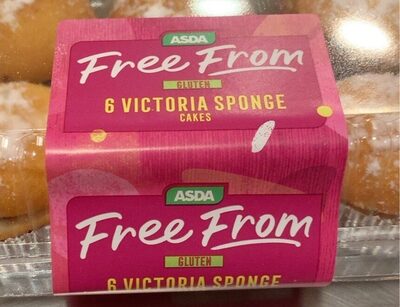 ASDA
Free From
GLUTEN
6 VICTORIA SPONGE
CAKES
ASDA
Free From
GLUTEN
6 VICTORIA SPONGE